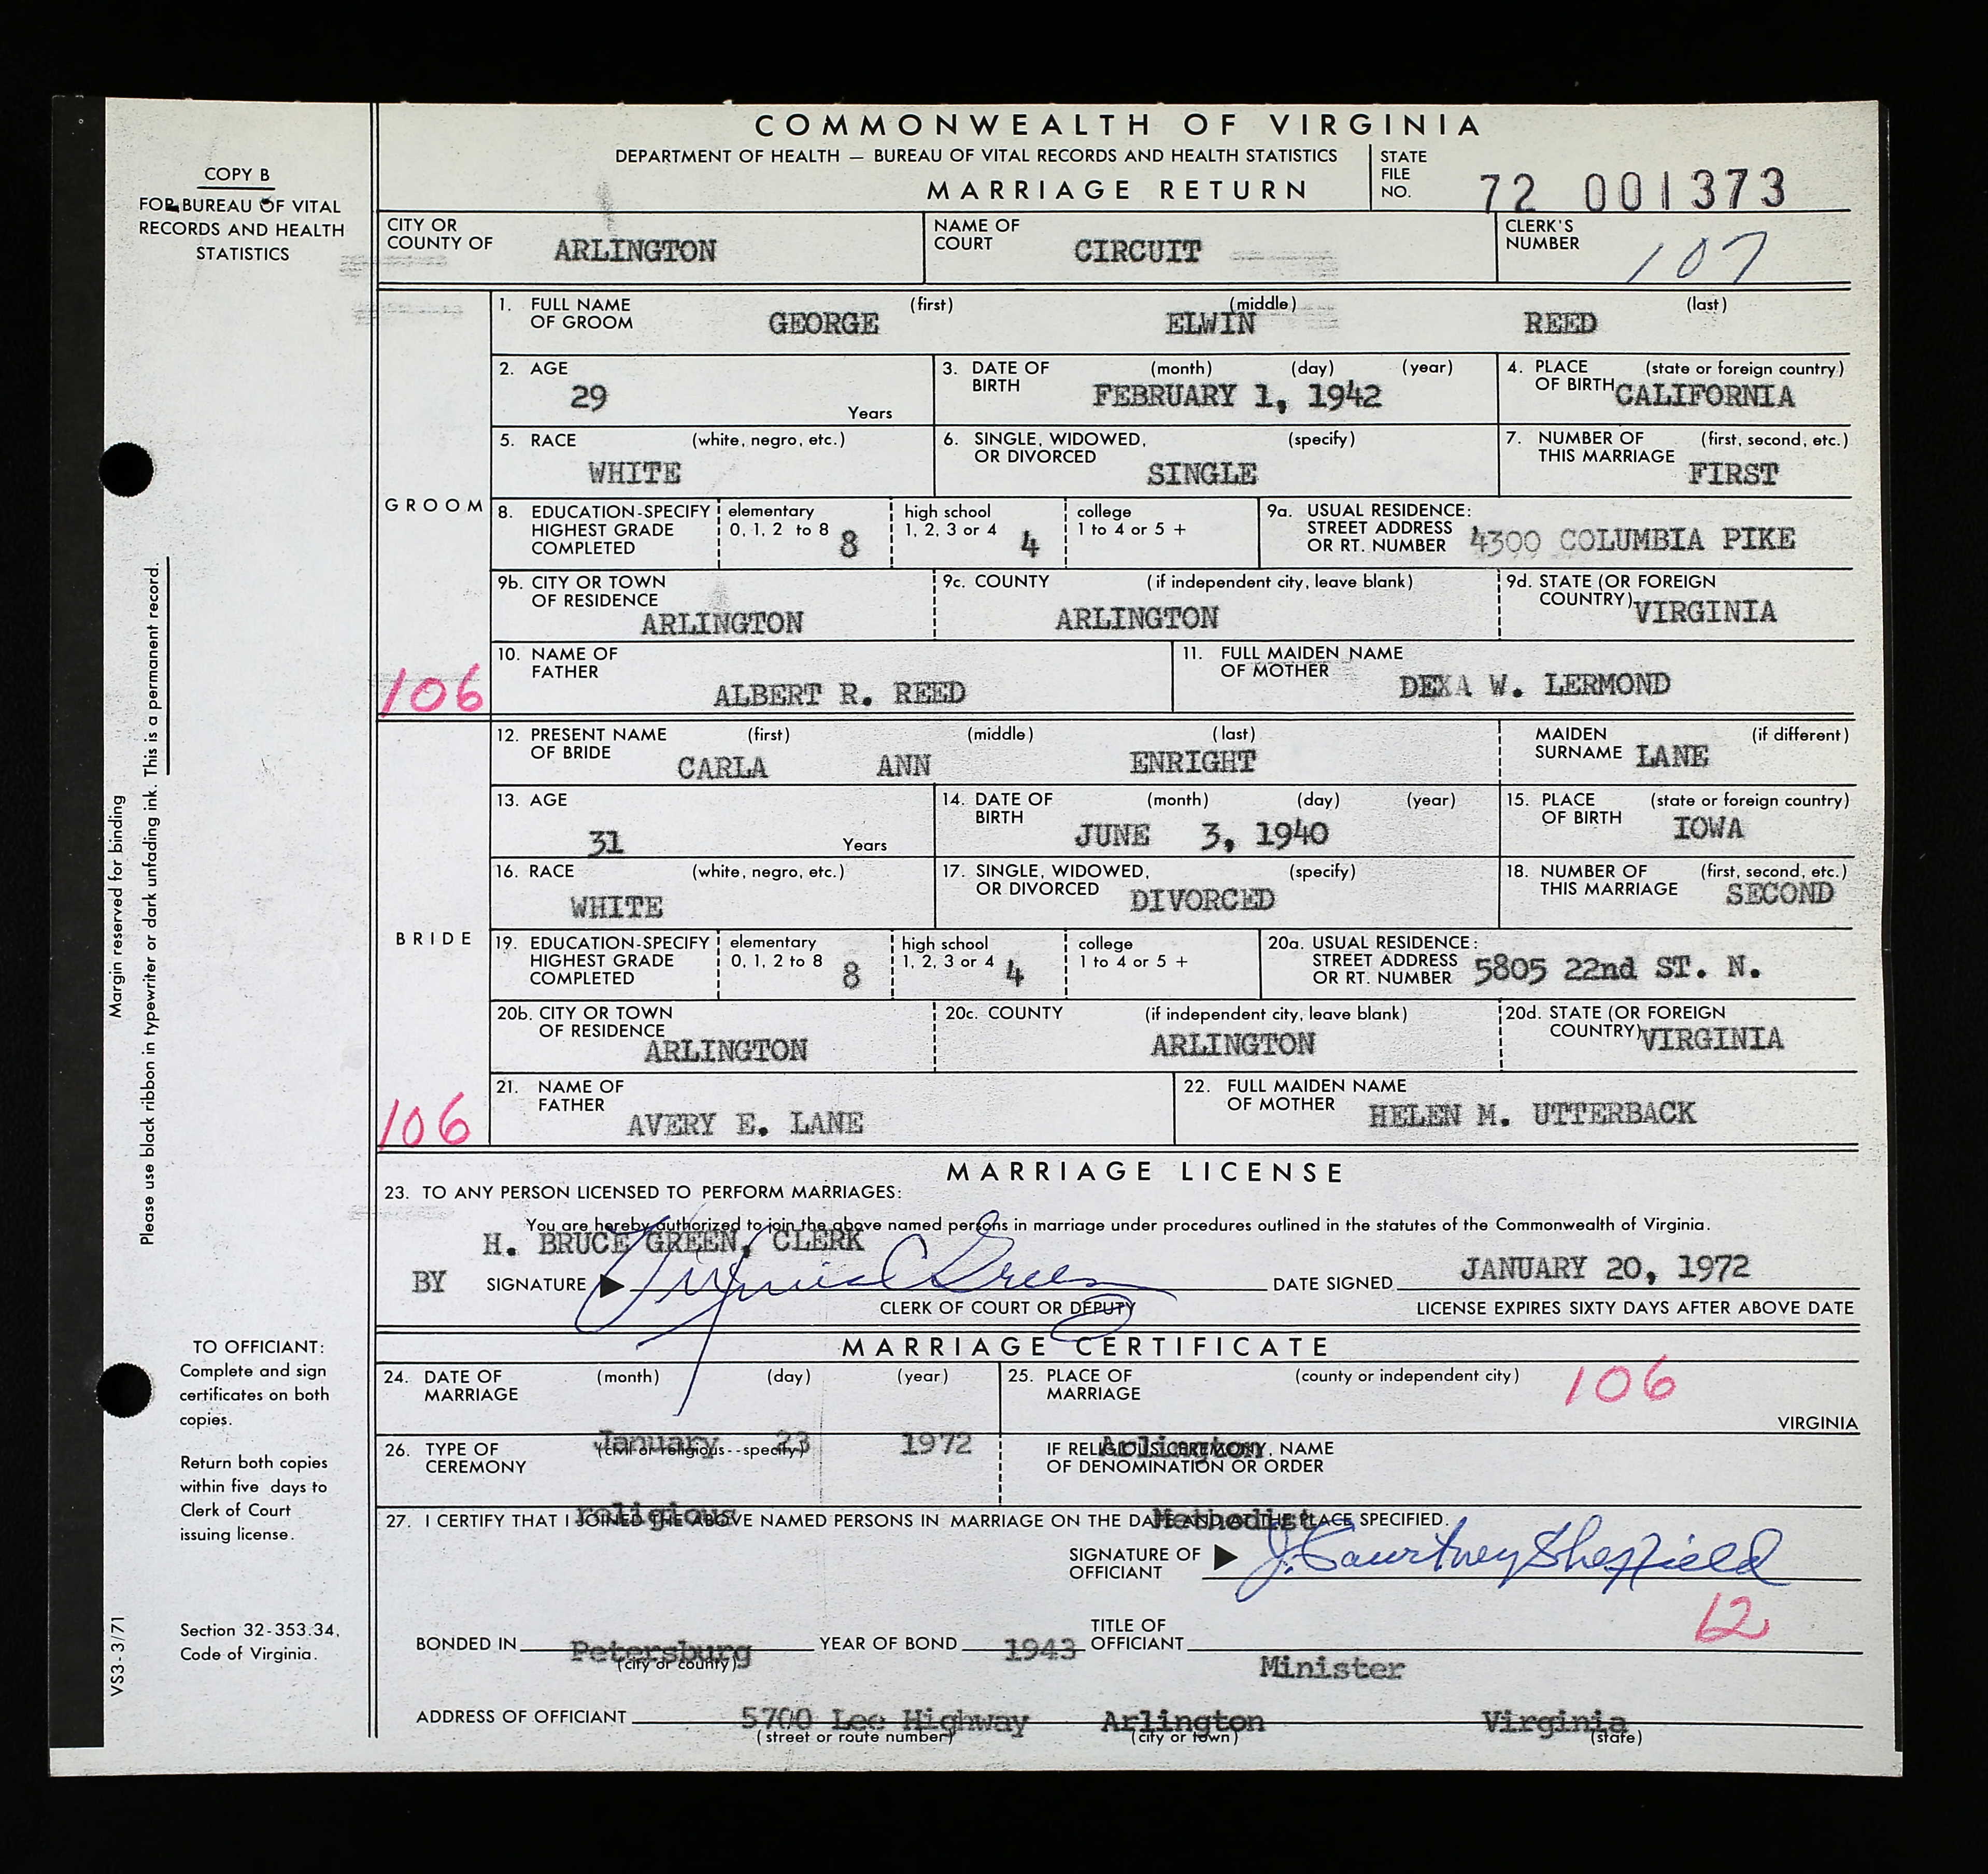 COMMONWEALTH OF VIRGINIA
DEPARTMENT OF HEALTH — BUREAU OF VITAL RECORDS AND HEALTH STATISTICS
MARRIAGE RETURN
STATE FILE NO. 72 001373
COPY B
FOR BUREAU OF VITAL
RECORDS AND HEALTH
STATISTICS
CITY OR COUNTY OF ARLINGTON NAME OF COURT CIRCUIT CLERK'S NUMBER 107
GROOM
1. FULL NAME OF GROOM (first) GEORGE (middle) ELWIN (last) REED
2. AGE 29 Years 3. DATE OF BIRTH (month) (day) (year) FEBRUARY 1, 1942 4. PLACE OF BIRTH (state or foreign country) CALIFORNIA
5. RACE (white, negro, etc.) WHITE 6. SINGLE, WIDOWED, OR DIVORCED (specify) SINGLE 7. NUMBER OF THIS MARRIAGE (first, second, etc.) FIRST
8. EDUCATION-SPECIFY HIGHEST GRADE COMPLETED elementary 0, 1, 2 to 8 8 high school 1, 2, 3 or 4 4 college 1 to 4 or 5 + 9a. USUAL RESIDENCE: STREET ADDRESS OR RT. NUMBER 4300 COLUMBIA PIKE
9b. CITY OR TOWN OF RESIDENCE ARLINGTON 9c. COUNTY (if independent city, leave blank) ARLINGTON 9d. STATE (OR FOREIGN COUNTRY) VIRGINIA
106
10. NAME OF FATHER ALBERT R. REED 11. FULL MAIDEN NAME OF MOTHER DEXA W. LERMOND
BRIDE
12. PRESENT NAME OF BRIDE (first) CARLA (middle) ANN (last) ENRIGHT MAIDEN SURNAME (if different) LANE
13. AGE 31 Years 14. DATE OF BIRTH (month) (day) (year) JUNE 3, 1940 15. PLACE OF BIRTH (state or foreign country) IOWA
16. RACE (white, negro, etc.) WHITE 17. SINGLE, WIDOWED, OR DIVORCED (specify) DIVORCED 18. NUMBER OF THIS MARRIAGE (first, second, etc.) SECOND
19. EDUCATION-SPECIFY HIGHEST GRADE COMPLETED elementary 0, 1, 2 to 8 8 high school 1, 2, 3 or 4 4 college 1 to 4 or 5 + 20a. USUAL RESIDENCE: STREET ADDRESS OR RT. NUMBER 5805 22nd ST. N.
20b. CITY OR TOWN OF RESIDENCE ARLINGTON 20c. COUNTY (if independent city, leave blank) ARLINGTON 20d. STATE (OR FOREIGN COUNTRY) VIRGINIA
106
21. NAME OF FATHER AVERY E. LANE 22. FULL MAIDEN NAME OF MOTHER HELEN M. UTTERBACK
MARRIAGE LICENSE
23. TO ANY PERSON LICENSED TO PERFORM MARRIAGES:
You are hereby authorized to join the above named persons in marriage under procedures outlined in the statutes of the Commonwealth of Virginia.
H. BRUCE GREEN, CLERK
BY SIGNATURE Virginia C Green DATE SIGNED JANUARY 20, 1972
CLERK OF COURT OR DEPUTY LICENSE EXPIRES SIXTY DAYS AFTER ABOVE DATE
MARRIAGE CERTIFICATE
24. DATE OF MARRIAGE (month) (day) (year) 25. PLACE OF MARRIAGE (county or independent city) 106
VIRGINIA
January 23 1972 Arlington
26. TYPE OF CEREMONY (civil or religious--specify) IF RELIGIOUS CEREMONY, NAME OF DENOMINATION OR ORDER
religious Methodist
27. I CERTIFY THAT I JOINED THE ABOVE NAMED PERSONS IN MARRIAGE ON THE DATE AND AT THE PLACE SPECIFIED.
SIGNATURE OF OFFICIANT J. Courtney Sheffield
12
BONDED IN Petersburg (city or county) YEAR OF BOND 1943 TITLE OF OFFICIANT Minister
ADDRESS OF OFFICIANT 5700 Lee Highway Arlington Virginia
(street or route number) (city or town) (state)
Margin reserved for binding
Please use black ribbon in typewriter or dark unfading ink. This is a permanent record.
TO OFFICIANT:
Complete and sign
certificates on both
copies.
Return both copies
within five days to
Clerk of Court
issuing license.
Section 32-353.34,
Code of Virginia.
VS3-3/71